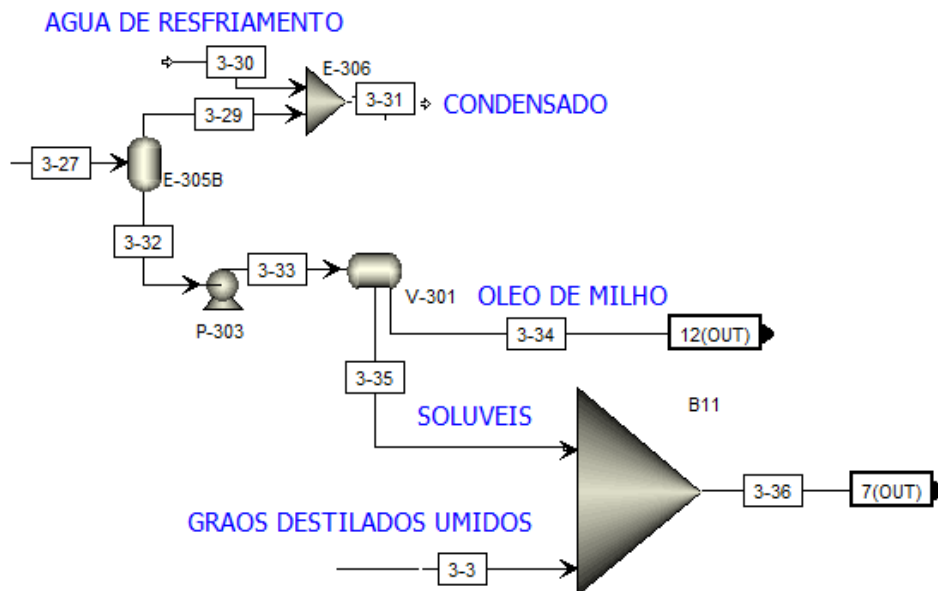 AGUA DE RESFRIAMENTO
3-30
E-306
3-31
CONDENSADO
3-29
3-27
E-305B
3-32
3-33
V-301
OLEO DE MILHO
P-303
3-34
12(OUT)
3-35
B11
SOLUVEIS
3-36
7(OUT)
GRAOS DESTILADOS UMIDOS
3-3